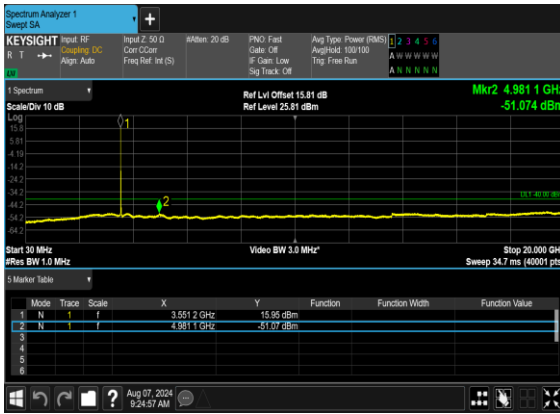 Spectrum Analyzer 1
Swept SA
+
KEYSIGHT Input: RF Input Z: 50 Ω #Atten: 20 dB PNO: Fast Avg Type: Power (RMS) 1 2 3 4 5 6
R T Coupling: DC Corr CCorr Gate: Off Avg|Hold: 100/100 A W W W W W
Align: Auto Freq Ref: Int (S) IF Gain: Low Trig: Free Run
Sig Track: Off A N N N N N
1 Spectrum
Ref Lvl Offset 15.81 dB Mkr2 4.981 1 GHz
Scale/Div 10 dB Ref Level 25.81 dBm -51.074 dBm
Log
15.8
5.81
-4.19
-14.2
-24.2
-34.2
-44.2
-54.2
-64.2
1
2
DL1 -40.00 dBm
Start 30 MHz Video BW 3.0 MHz* Stop 20.000 GHz
#Res BW 1.0 MHz Sweep 34.7 ms (40001 pts)
5 Marker Table
Mode Trace Scale X Y Function Function Width Function Value
1 N 1 f 3.551 2 GHz 15.95 dBm
2 N 1 f 4.981 1 GHz -51.07 dBm
3
4
5
6
?
Aug 07, 2024
9:24:57 AM